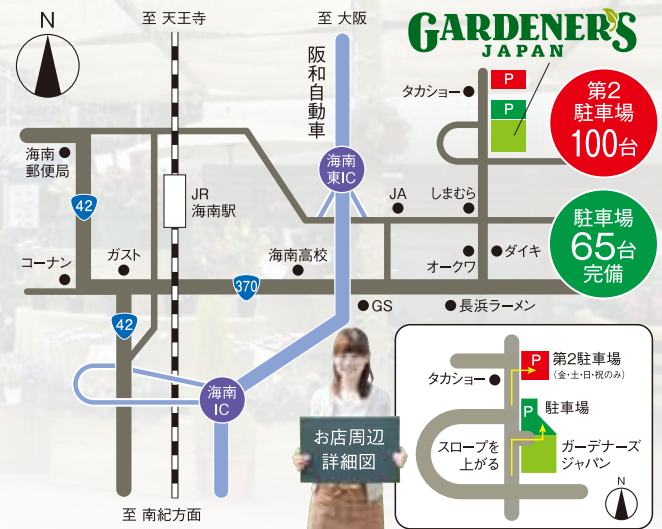 N
至 天王寺
至 大阪
GARDENER'S
JAPAN
阪和自動車
タカショー
P
P
第2
駐車場
100台
海南
郵便局
海南
東IC
42
JR
海南駅
JA
しまむら
駐車場
65台
完備
コーナン
ガスト
海南高校
オークワ
ダイキ
370
42
GS
長浜ラーメン
海南
IC
お店周辺
詳細図
至 南紀方面
P
第2駐車場
(金・土・日・祝のみ)
タカショー
P
駐車場
スロープを
上がる
ガーデナーズ
ジャパン
N